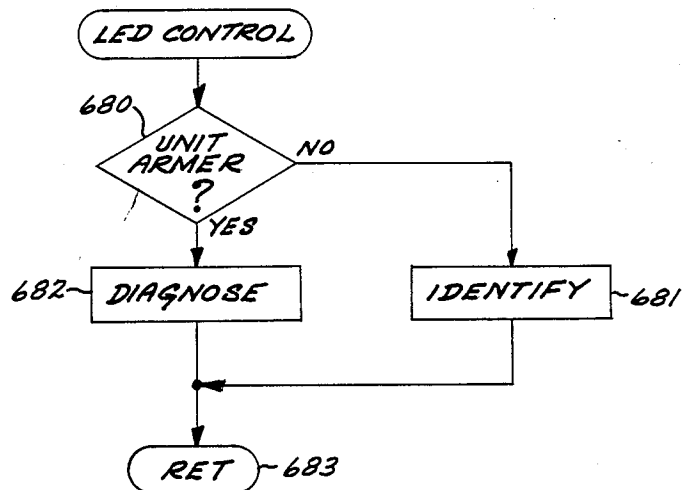 LED CONTROL
680
UNIT
ARMER
?
NO
YES
682
DIAGNOSE
IDENTIFY
681
RET
683